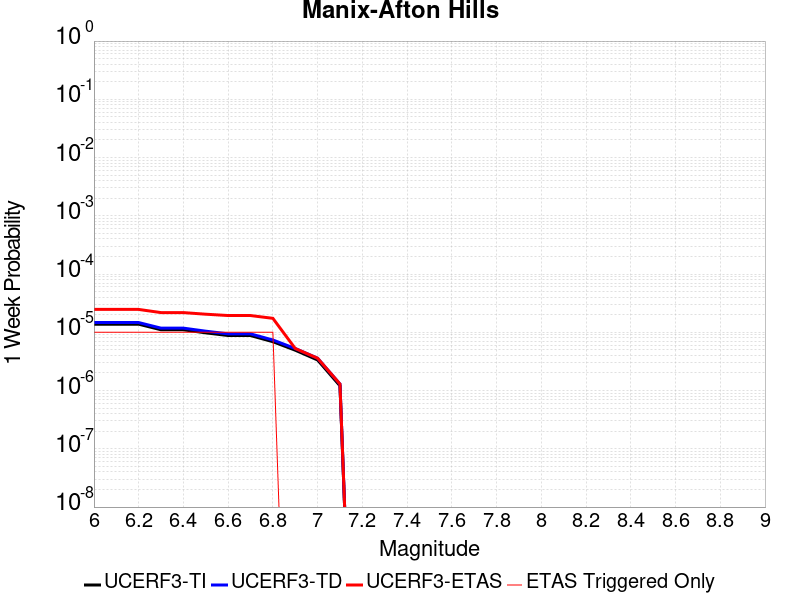 Manix-Afton Hills
10^0
10^-1
10^-2
10^-3
10^-4
10^-5
10^-6
10^-7
10^-8
1 Week Probability
6 6.2 6.4 6.6 6.8 7 7.2 7.4 7.6 7.8 8 8.2 8.4 8.6 8.8 9
Magnitude
UCERF3-TI UCERF3-TD UCERF3-ETAS ETAS Triggered Only